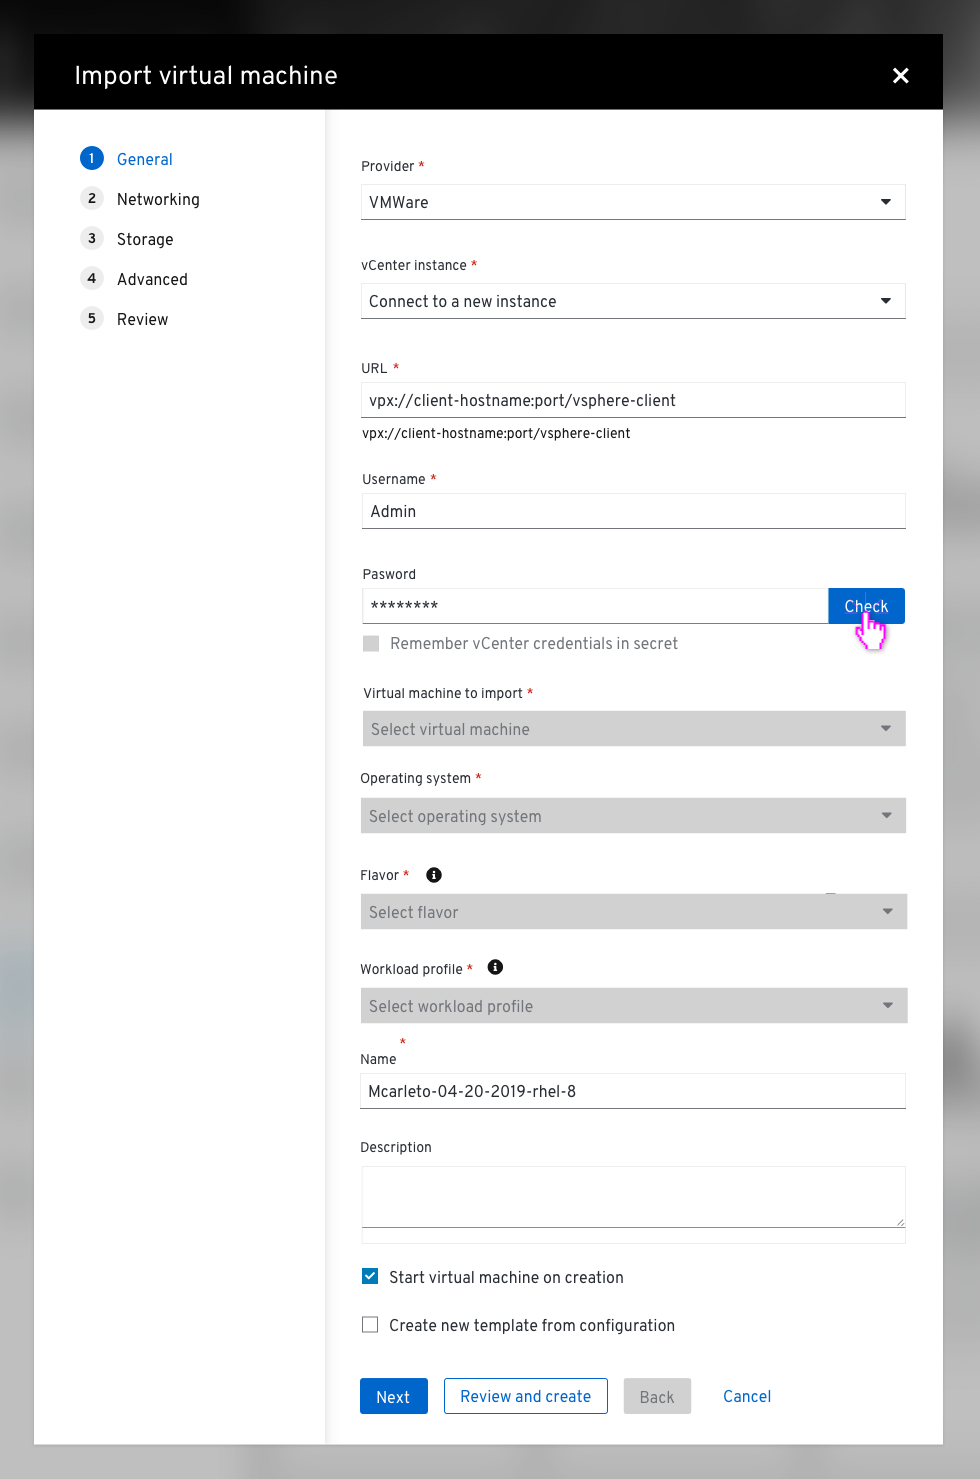 Import virtual machine
1 General
2 Networking
3 Storage
4 Advanced
5 Review
Provider *
VMWare
vCenter instance *
Connect to a new instance
URL *
vpx://client-hostname:port/vsphere-client
vpx://client-hostname:port/vsphere-client
Username *
Admin
Pasword
******** Check
Remember vCenter credentials in secret
Virtual machine to import *
Select virtual machine
Operating system *
Select operating system
Flavor *
Select flavor
Workload profile *
Select workload profile
Name *
Mcarleto-04-20-2019-rhel-8
Description
Start virtual machine on creation
Create new template from configuration
Next Review and create Back Cancel